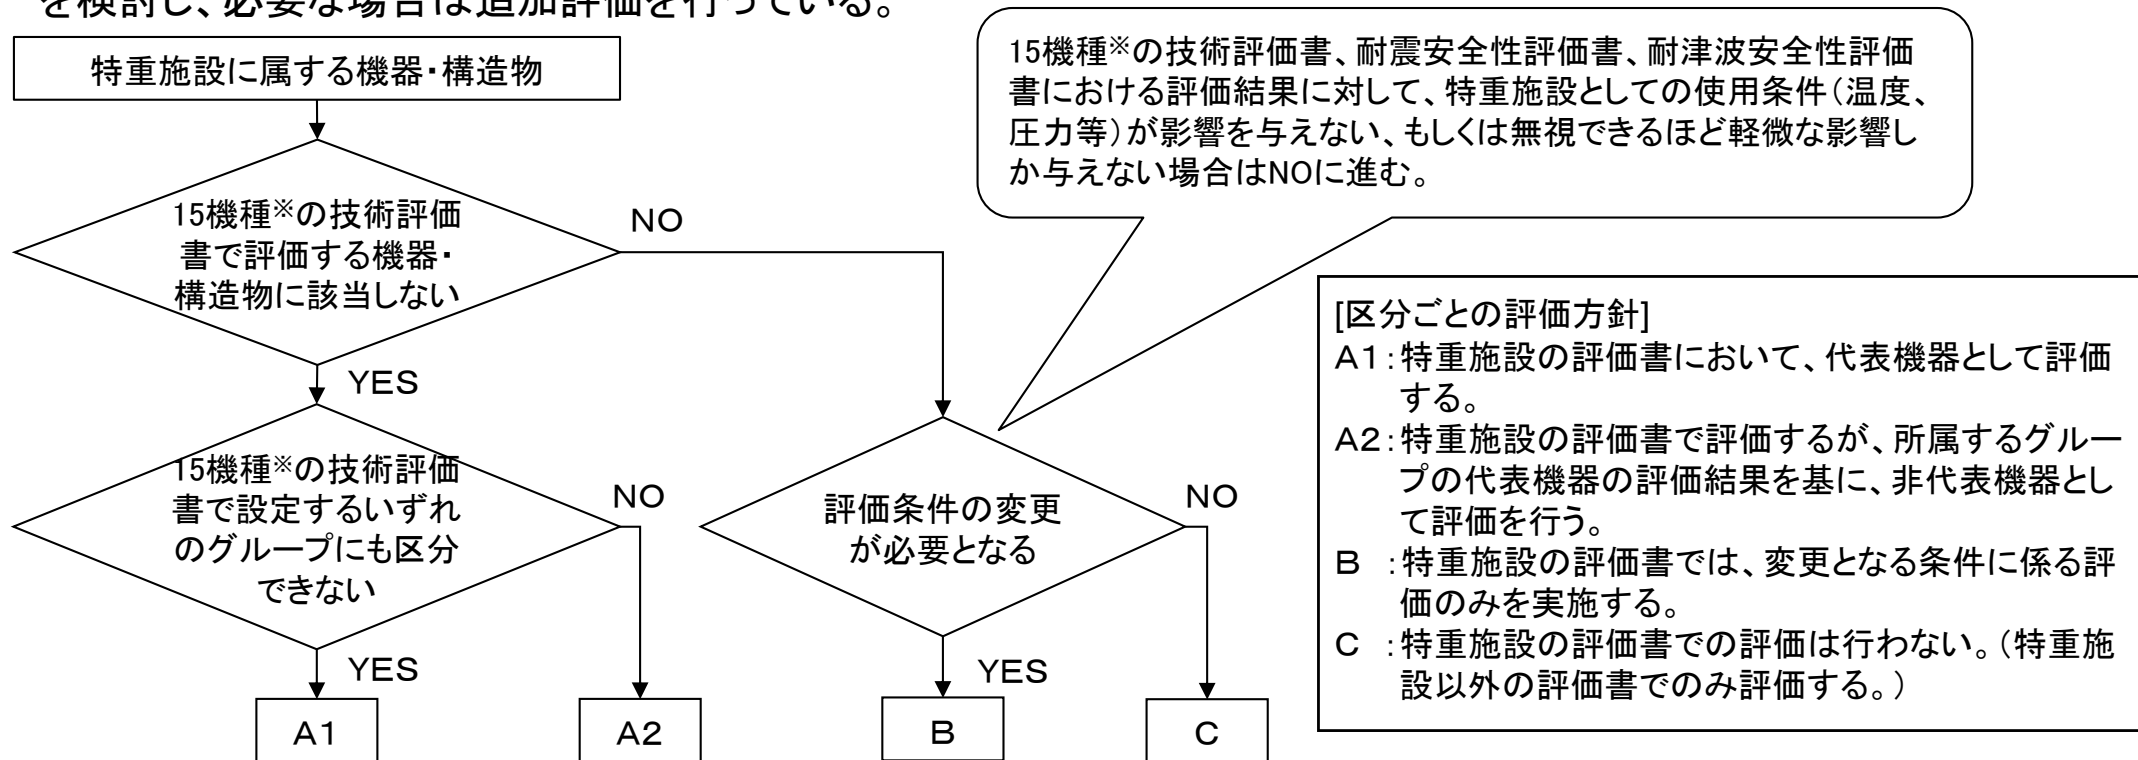 を検討し、必要な場合は追加評価を行っている。
特重施設に属する機器・構造物
15機種※の技術評価書、耐震安全性評価書、耐津波安全性評価
書における評価結果に対して、特重施設としての使用条件（温度、
圧力等）が影響を与えない、もしくは無視できるほど軽微な影響し
か与えない場合はNOに進む。
15機種※の技術評価
書で評価する機器・
構造物に該当しない
NO
YES
15機種※の技術評価
書で設定するいずれ
のグループにも区分
できない
NO
YES
評価条件の変更
が必要となる
NO
YES
A1
A2
B
C
[区分ごとの評価方針]
A1：特重施設の評価書において、代表機器として評価
する。
A2：特重施設の評価書で評価するが、所属するグルー
プの代表機器の評価結果を基に、非代表機器とし
て評価を行う。
B ：特重施設の評価書では、変更となる条件に係る評
価のみを実施する。
C ：特重施設の評価書での評価は行わない。（特重施
設以外の評価書でのみ評価する。）